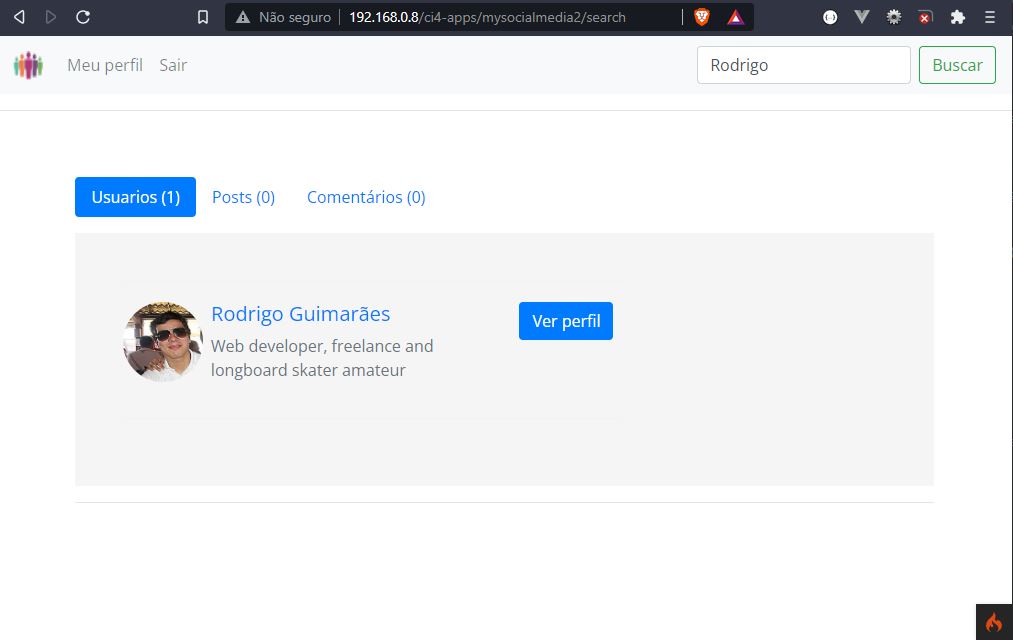 Não seguro
192.168.0.8/ci4-apps/mysocialmedia2/search
Meu perfil Sair Rodrigo Buscar
Usuarios (1) Posts (0) Comentários (0)
Rodrigo Guimarães Ver perfil
Web developer, freelance and
longboard skater amateur